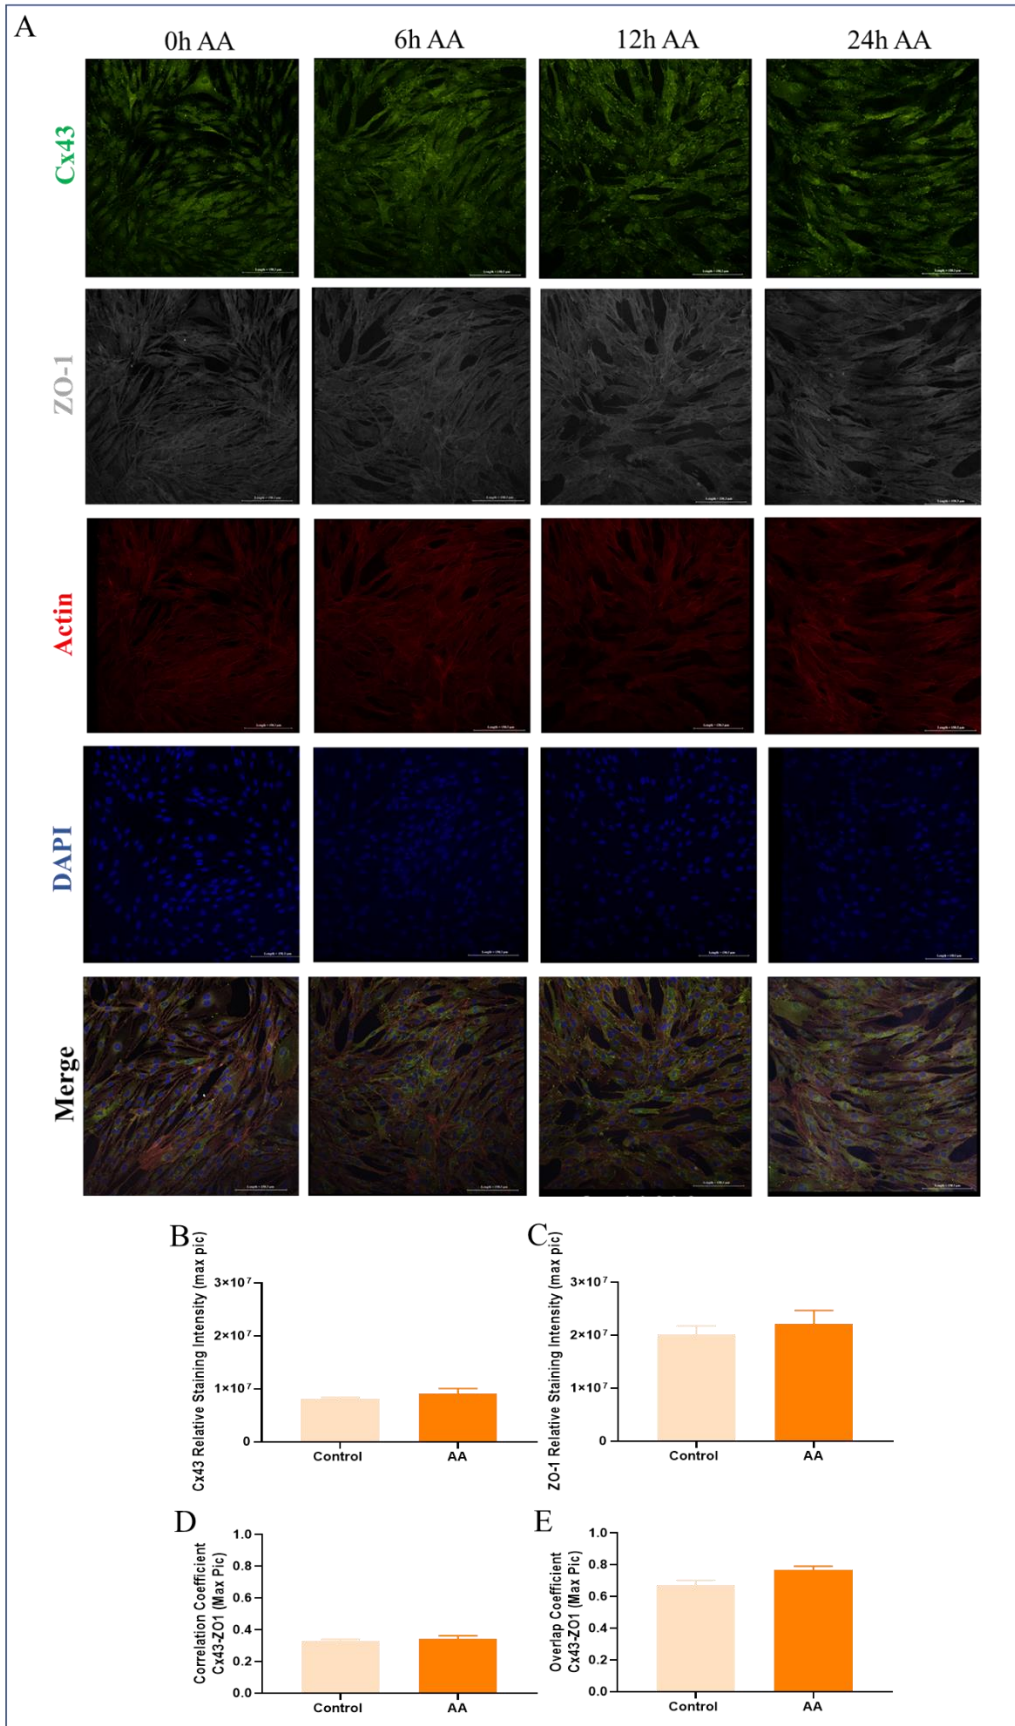 A
0h AA 6h AA 12h AA 24h AA
Cx43
ZO-1
Actin
DAPI
Merge
B
Cx43 Relative Staining Intensity (max pic)
3×10⁷
2×10⁷
1×10⁷
0
Control AA
C
ZO-1 Relative Staining Intensity (max pic)
3×10⁷
2×10⁷
1×10⁷
0
Control AA
D
Correlation Coefficient
Cx43-ZO1 (Max Pic)
1.0
0.8
0.6
0.4
0.2
0.0
Control AA
E
Overlap Coefficient
Cx43-ZO1 (Max Pic)
1.0
0.8
0.6
0.4
0.2
0.0
Control AA